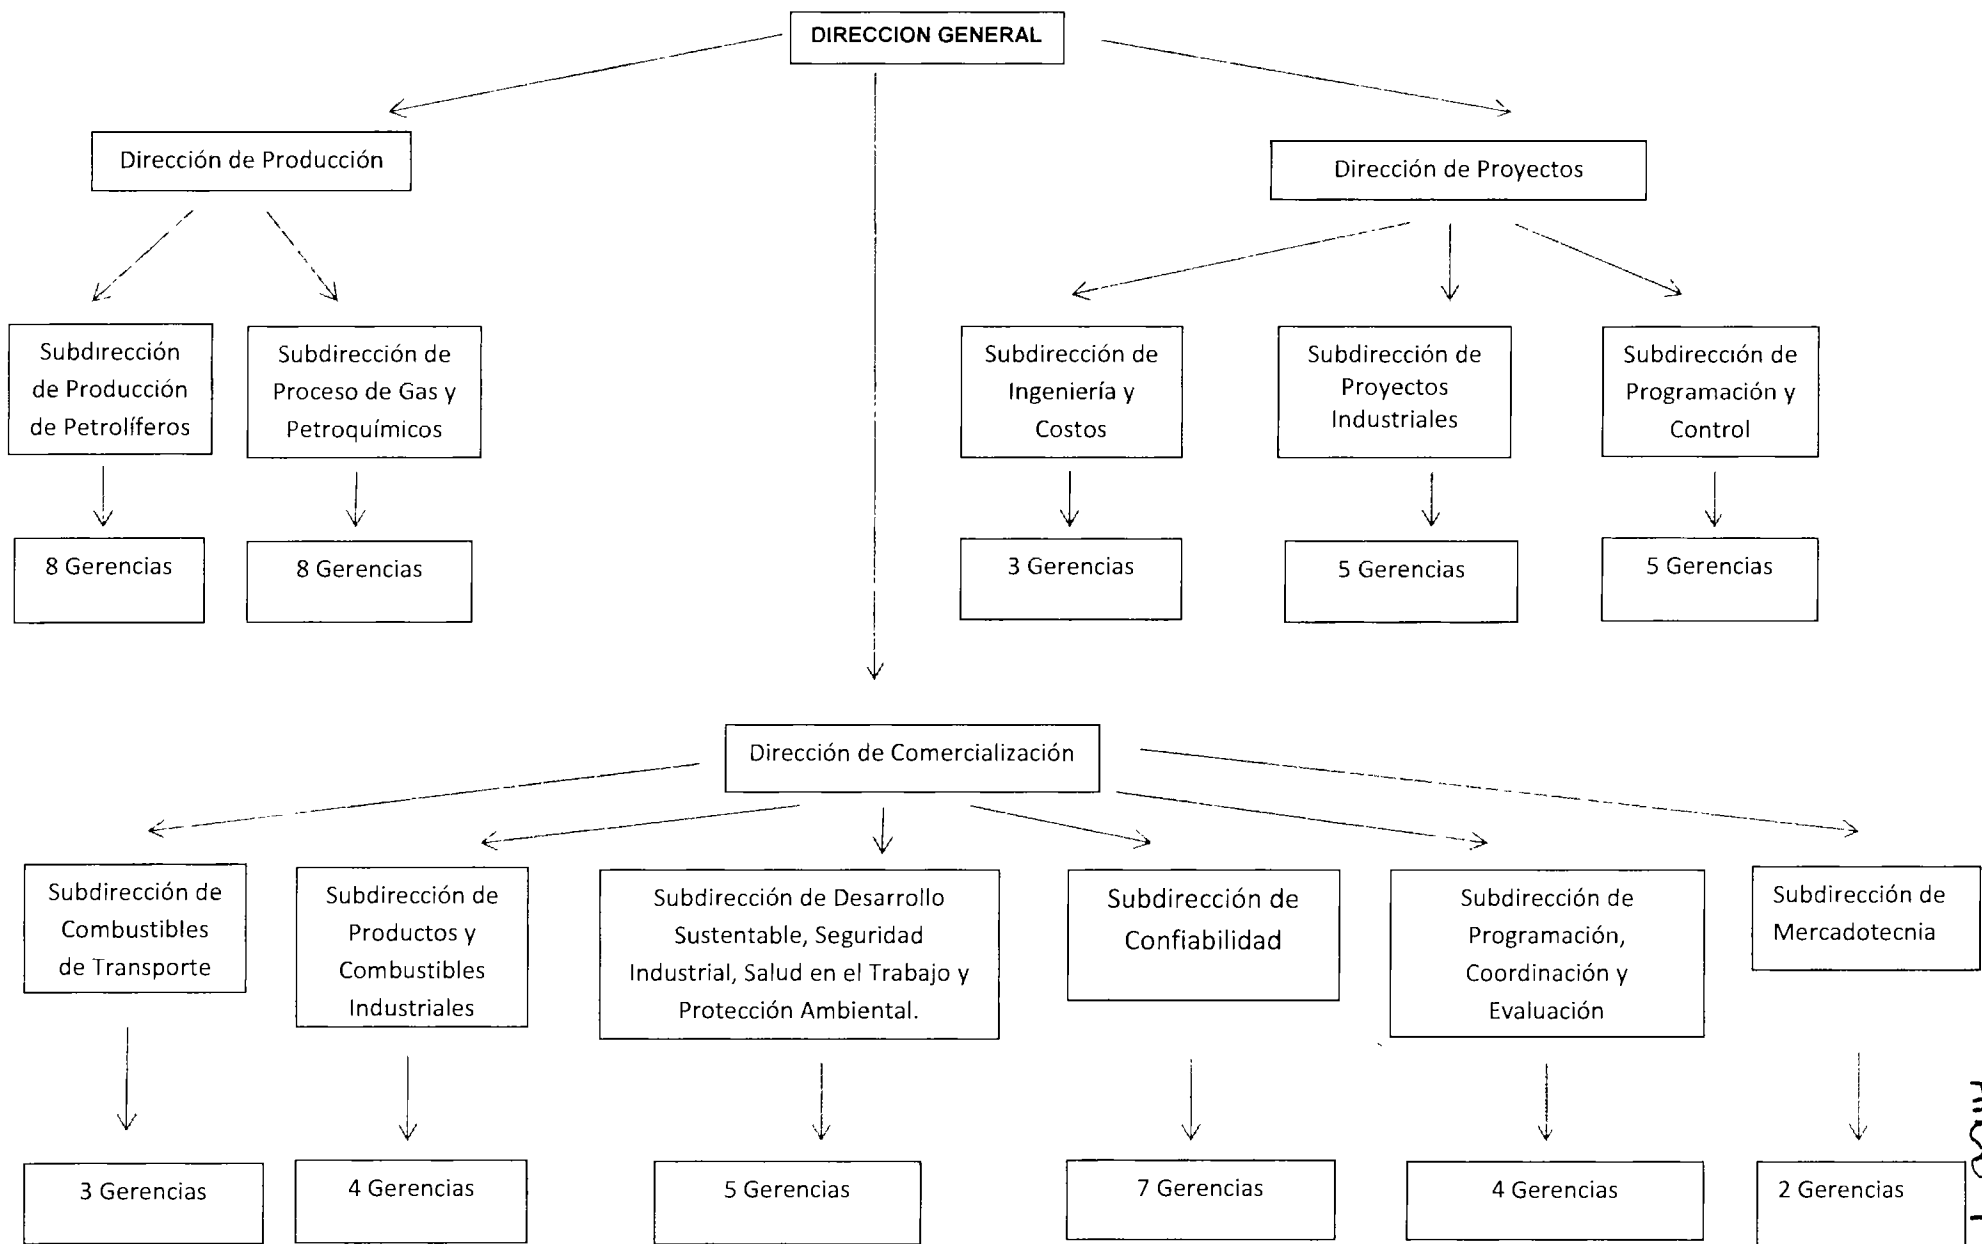 DIRECCION GENERAL
Dirección de Producción
Dirección de Proyectos
Subdirección
de Producción
de Petrolíferos
Subdirección de
Proceso de Gas y
Petroquímicos
Subdirección de
Ingeniería y
Costos
Subdirección de
Proyectos
Industriales
Subdirección de
Programación y
Control
8 Gerencias
8 Gerencias
3 Gerencias
5 Gerencias
5 Gerencias
Dirección de Comercialización
Subdirección de
Combustibles
de Transporte
Subdirección de
Productos y
Combustibles
Industriales
Subdirección de Desarrollo
Sustentable, Seguridad
Industrial, Salud en el Trabajo y
Protección Ambiental.
Subdirección de
Confiabilidad
Subdirección de
Programación,
Coordinación y
Evaluación
Subdirección de
Mercadotecnia
3 Gerencias
4 Gerencias
5 Gerencias
7 Gerencias
4 Gerencias
2 Gerencias